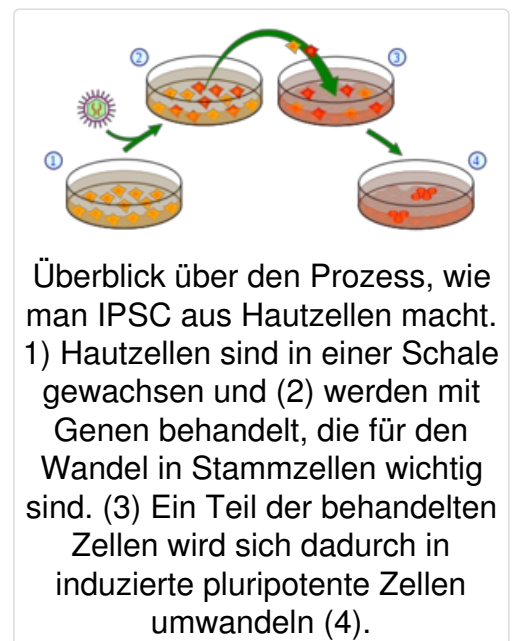 2
3
1
4
Überblick über den Prozess, wie
man IPSC aus Hautzellen macht.
1) Hautzellen sind in einer Schale
gewachsen und (2) werden mit
Genen behandelt, die für den
Wandel in Stammzellen wichtig
sind. (3) Ein Teil der behandelten
Zellen wird sich dadurch in
induzierte pluripotente Zellen
umwandeln (4).